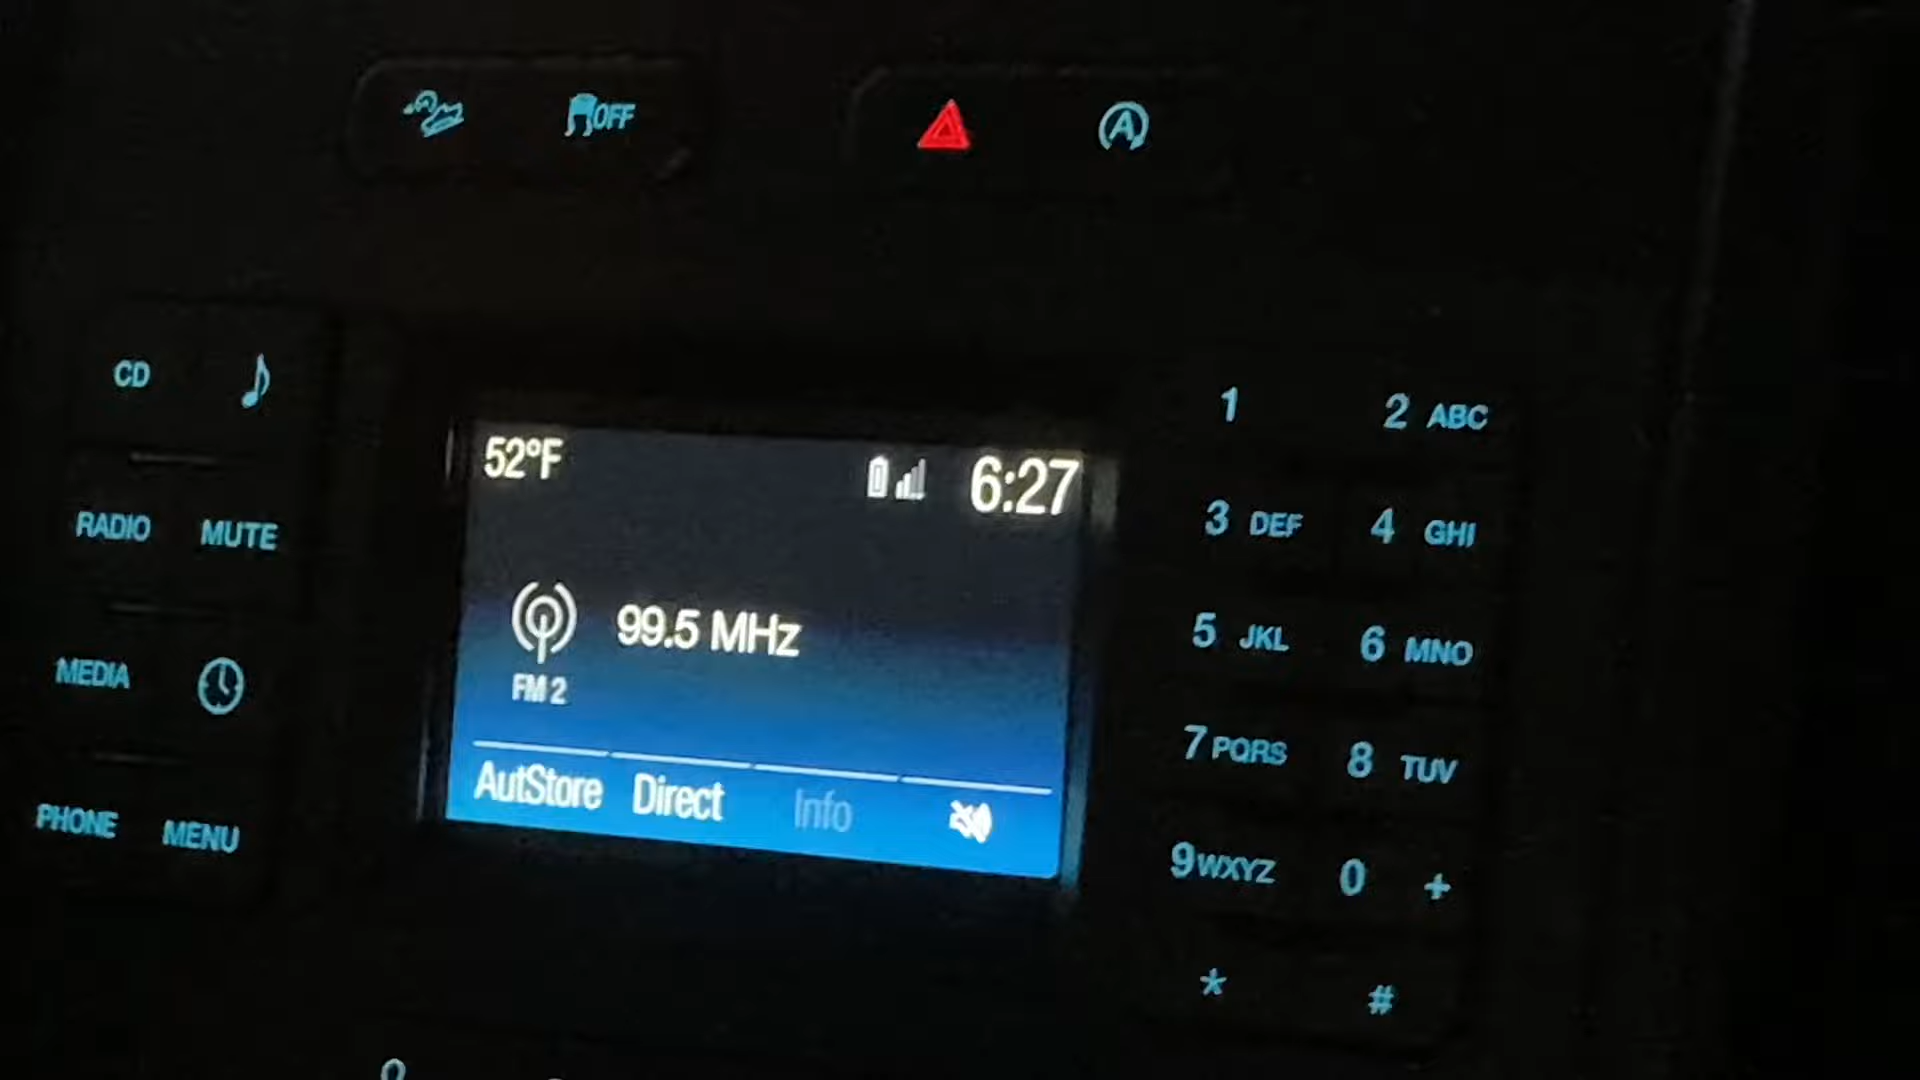 OFF
A
CD
RADIO MUTE
MEDIA
PHONE MENU
52°F 6:27
99.5 MHz
FM 2
AutStore Direct Info
1 2 ABC
3 DEF 4 GHI
5 JKL 6 MNO
7 PQRS 8 TUV
9 WXYZ 0 +
* #